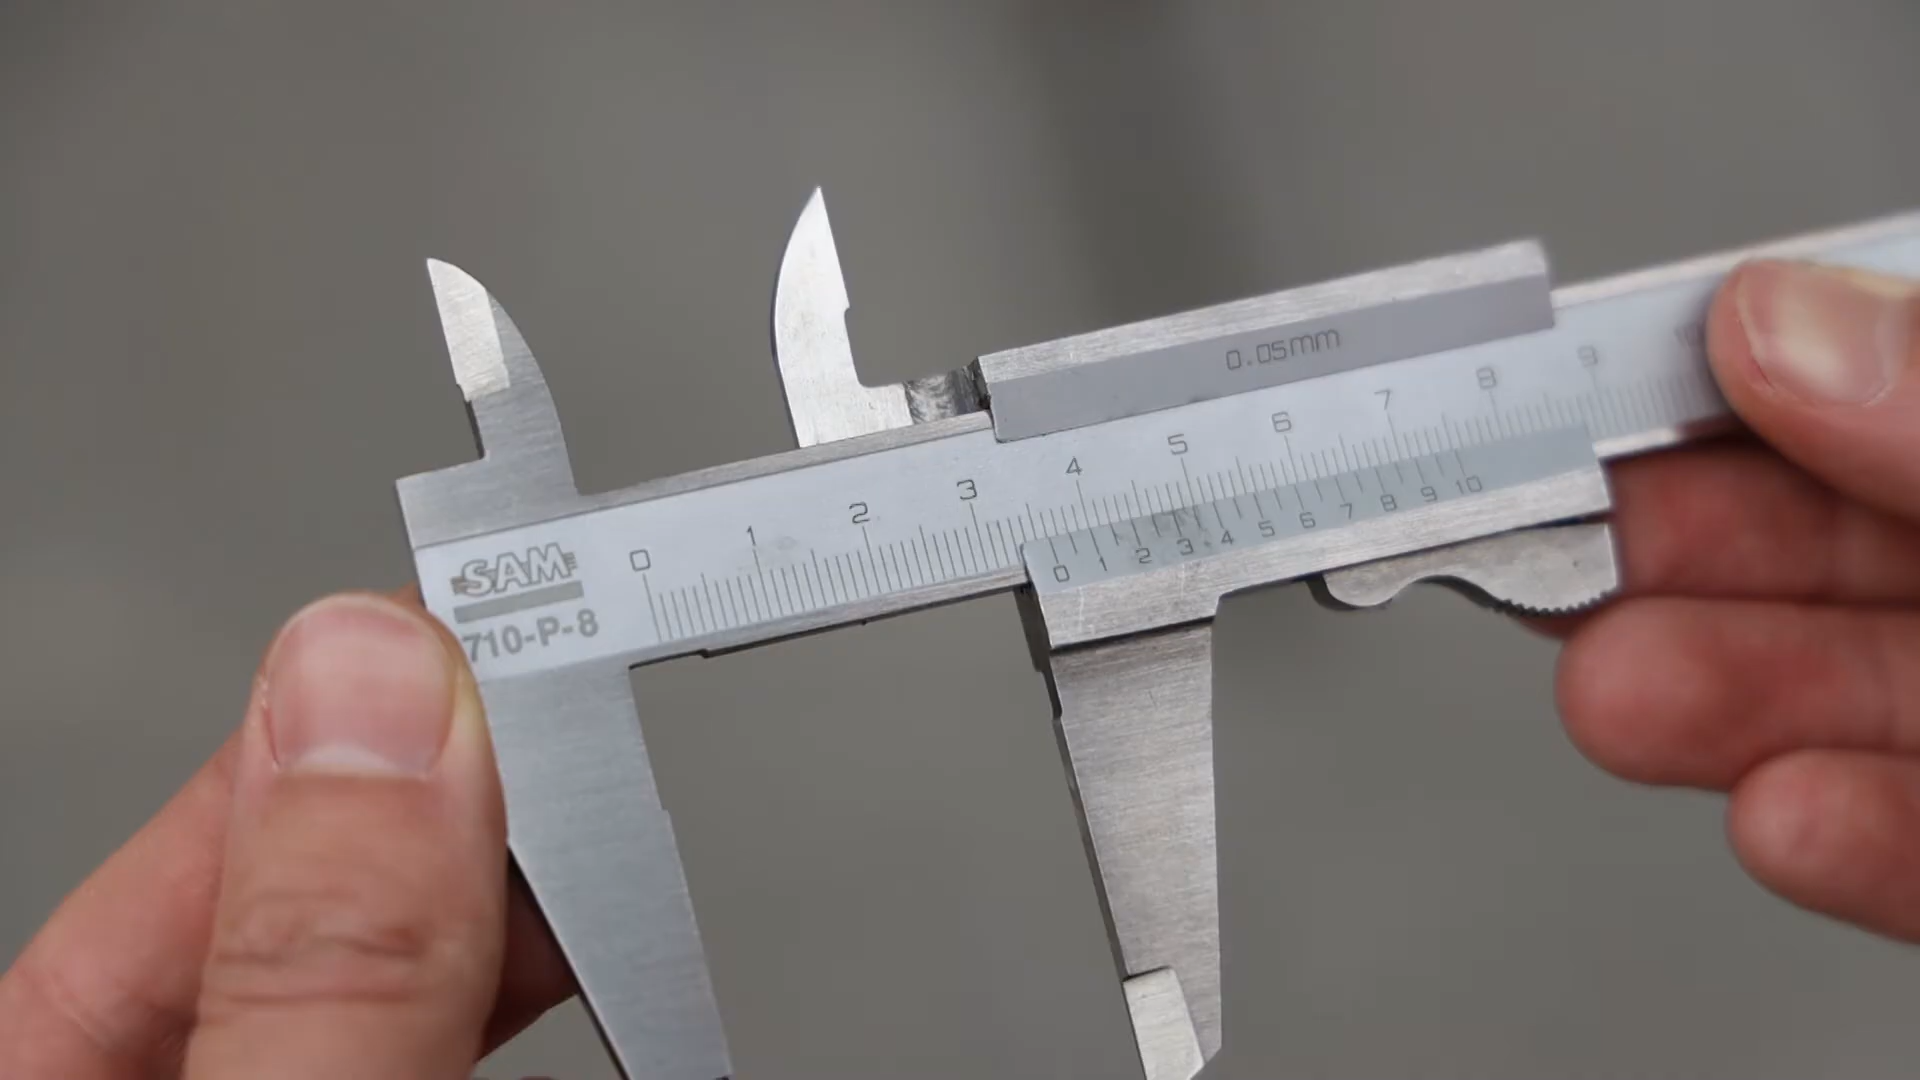 0.05mm
0 1 2 3 4 5 6 7 8 9
SAM
710-P-8
0 1 2 3 4 5 6 7 8 9 10